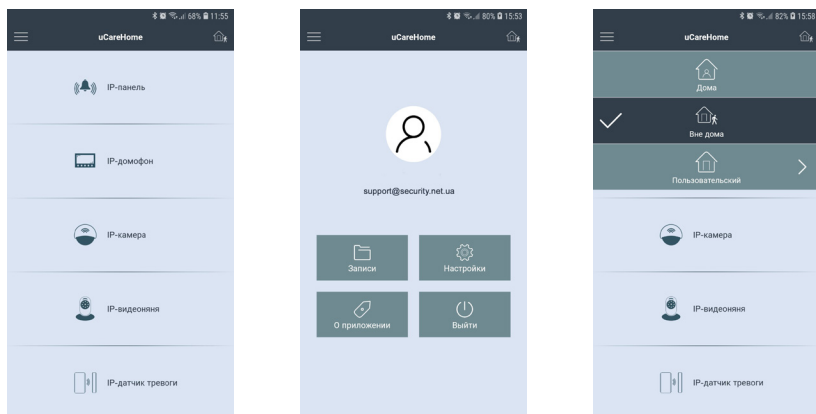 68% 11:55
uCareHome
IP-панель
IP-домофон
IP-камера
IP-видеоняня
IP-датчик тревоги
80% 15:53
uCareHome
support@security.net.ua
Записи
Настройки
О приложении
Выйти
82% 15:58
uCareHome
Дома
Вне дома
Пользовательский
IP-камера
IP-видеоняня
IP-датчик тревоги